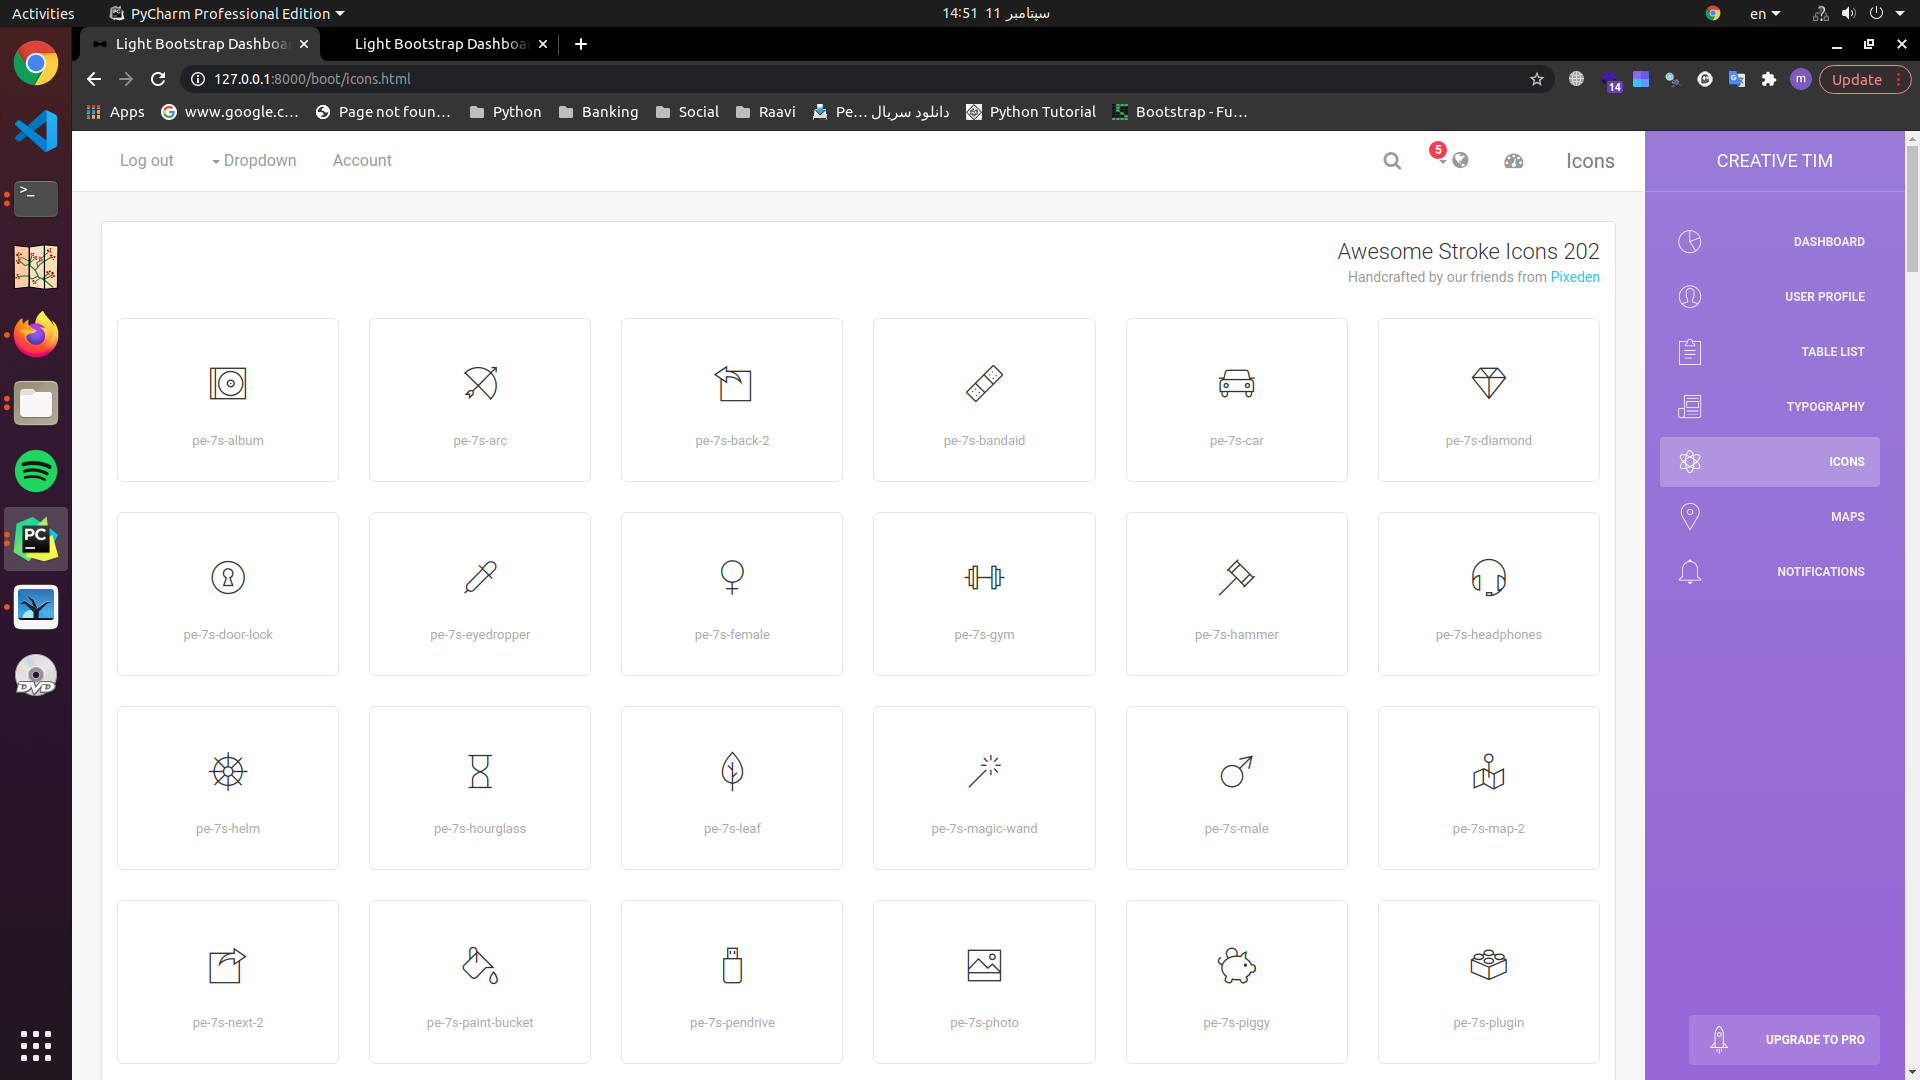 Activities
PyCharm Professional Edition
14:51 11 سپتامبر
en
Light Bootstrap Dashboa
Light Bootstrap Dashboa
127.0.0.1:8000/boot/icons.html
14
m
Update
Apps
www.google.c...
Page not foun...
Python
Banking
Social
Raavi
دانلود سریال ...Pe
Python Tutorial
Bootstrap - Fu...
Log out
Dropdown
Account
5
Icons
CREATIVE TIM
Awesome Stroke Icons 202
Handcrafted by our friends from Pixeden
pe-7s-album
pe-7s-arc
pe-7s-back-2
pe-7s-bandaid
pe-7s-car
pe-7s-diamond
pe-7s-door-lock
pe-7s-eyedropper
pe-7s-female
pe-7s-gym
pe-7s-hammer
pe-7s-headphones
pe-7s-helm
pe-7s-hourglass
pe-7s-leaf
pe-7s-magic-wand
pe-7s-male
pe-7s-map-2
pe-7s-next-2
pe-7s-paint-bucket
pe-7s-pendrive
pe-7s-photo
pe-7s-piggy
pe-7s-plugin
DASHBOARD
USER PROFILE
TABLE LIST
TYPOGRAPHY
ICONS
MAPS
NOTIFICATIONS
UPGRADE TO PRO
>_
PC
DVD